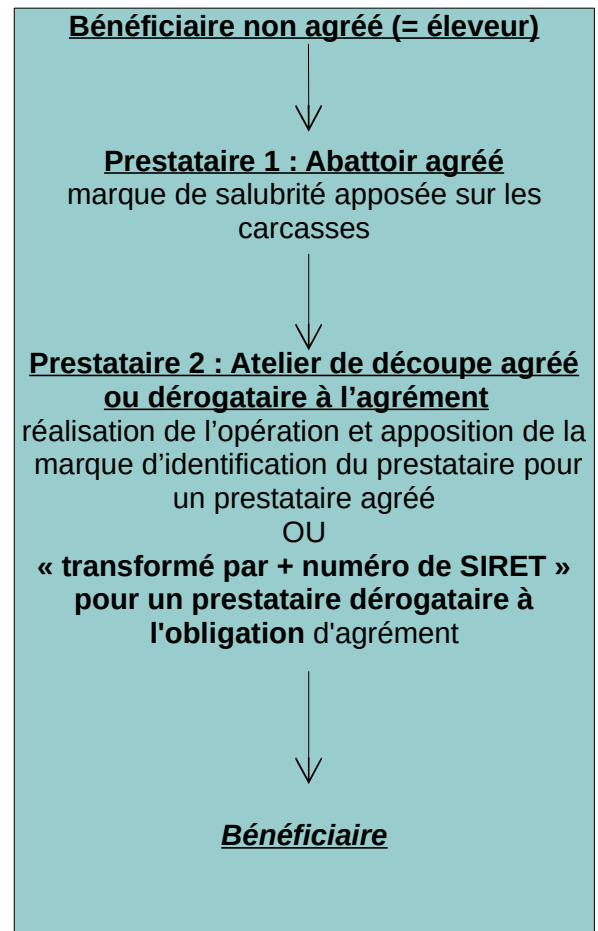 Bénéficiaire non agréé (= éleveur)
Prestataire 1 : Abattoir agréé
marque de salubrité apposée sur les
carcasses
Prestataire 2 : Atelier de découpe agréé
ou dérogataire à l’agrément
réalisation de l’opération et apposition de la
marque d’identification du prestataire pour
un prestataire agréé
OU
« transformé par + numéro de SIRET »
pour un prestataire dérogataire à
l'obligation d'agrément
Bénéficiaire